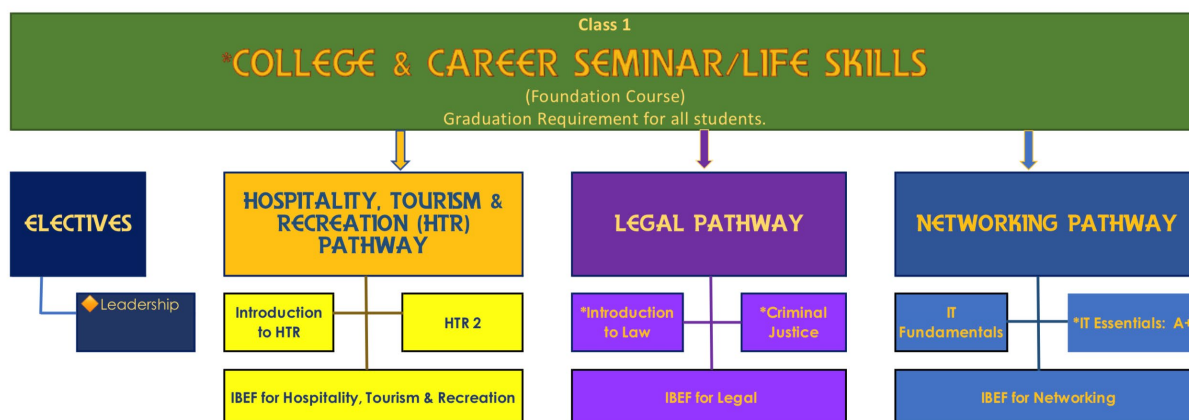 Class 1
*COLLEGE & CAREER SEMINAR/LIFE SKILLS
(Foundation Course)
Graduation Requirement for all students.
ELECTIVES
Leadership
HOSPITALITY, TOURISM &
RECREATION (HTR)
PATHWAY
Introduction
to HTR
HTR 2
IBEF for Hospitality, Tourism & Recreation
LEGAL PATHWAY
*Introduction
to Law
*Criminal
Justice
IBEF for Legal
NETWORKING PATHWAY
IT
Fundamentals
*IT Essentials: A+
IBEF for Networking